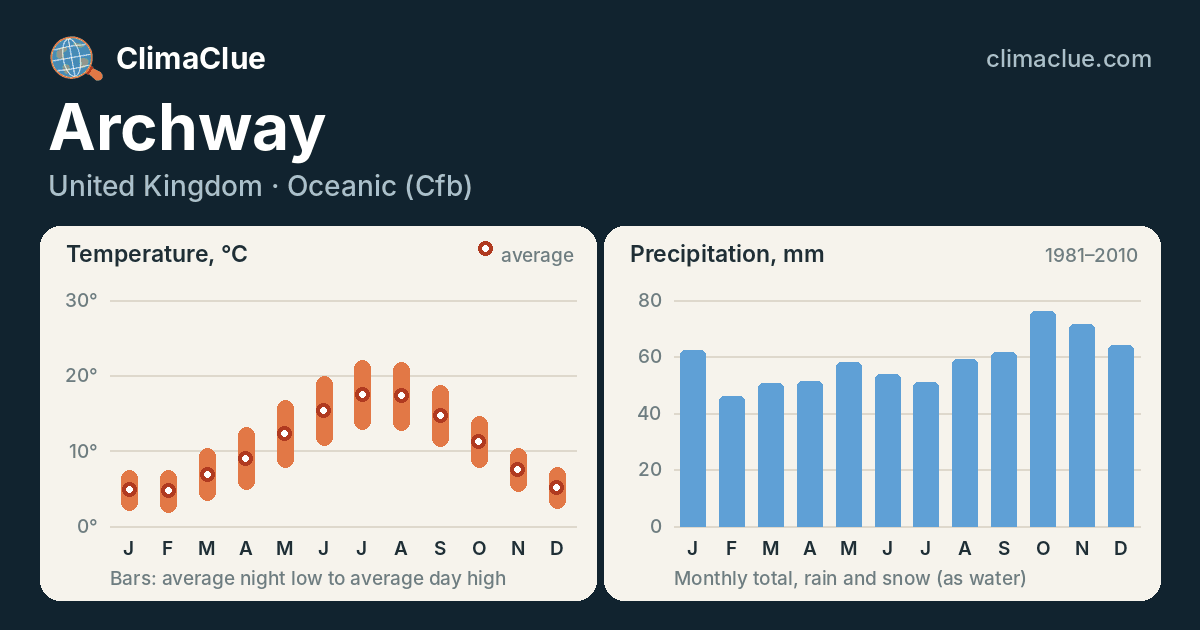 ClimaClue
climaclue.com
Archway
United Kingdom · Oceanic (Cfb)
Temperature, °C
average
30°
20°
10°
0°
J F M A M J J A S O N D
Bars: average night low to average day high
Precipitation, mm
1981–2010
80
60
40
20
0
J F M A M J J A S O N D
Monthly total, rain and snow (as water)